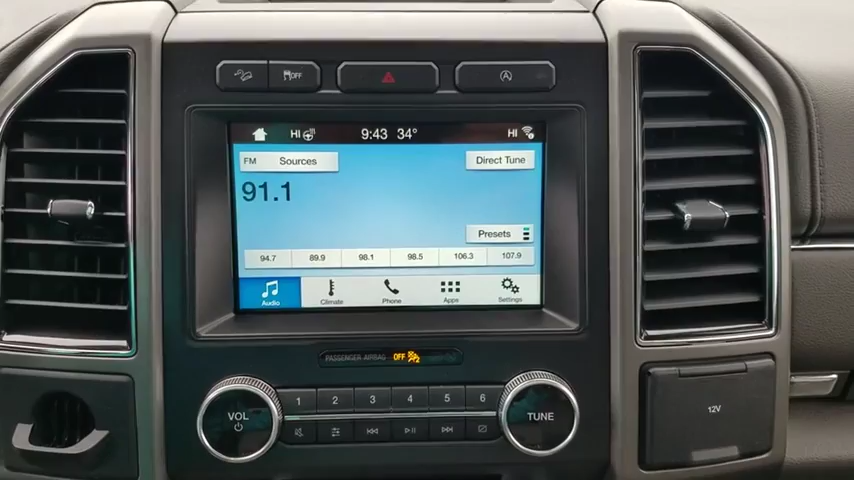 OFF
A
HI 9:43 34° HI
FM Sources Direct Tune
91.1
Presets
94.7 89.9 98.1 98.5 106.3 107.9
Audio Climate Phone Apps Settings
PASSENGER AIRBAG OFF
1 2 3 4 5 6
VOL TUNE
12V